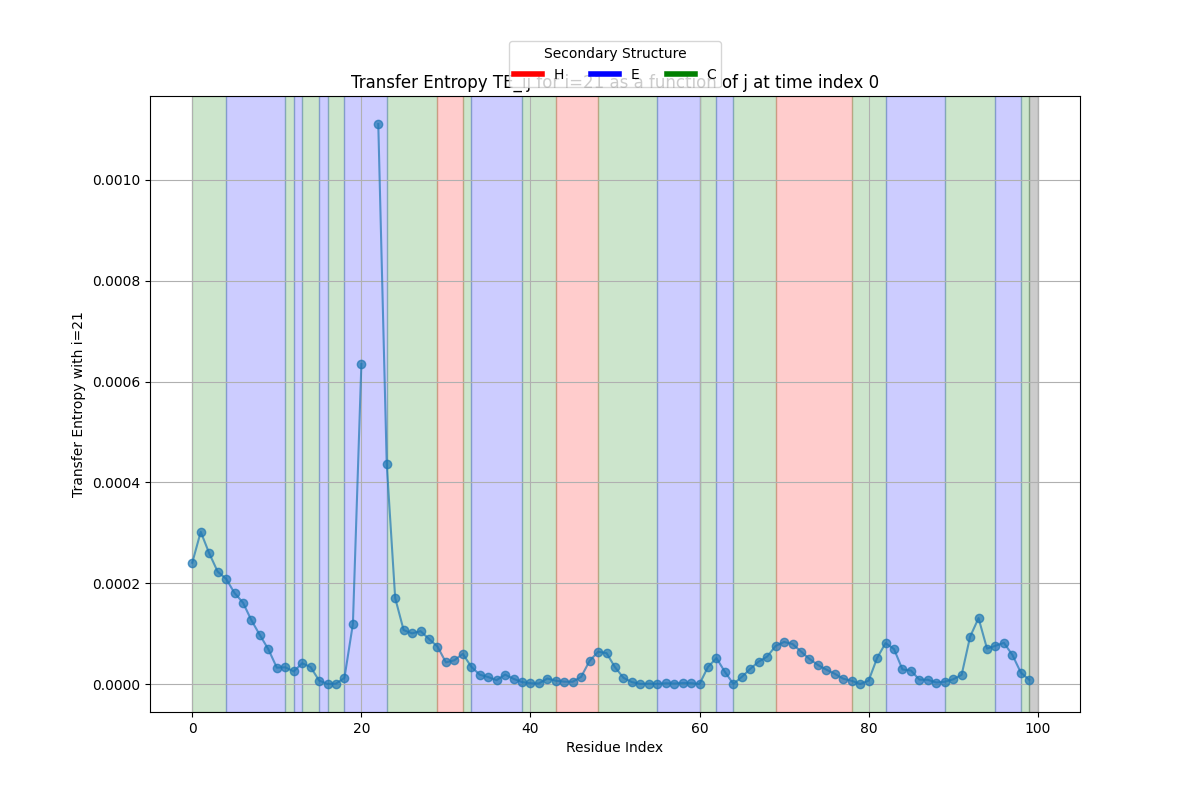 Secondary Structure
H E C
Transfer Entropy TE_ij for i=21 as a function of j at time index 0
0.0010
0.0008
0.0006
0.0004
0.0002
0.0000
Transfer Entropy with i=21
0 20 40 60 80 100
Residue Index